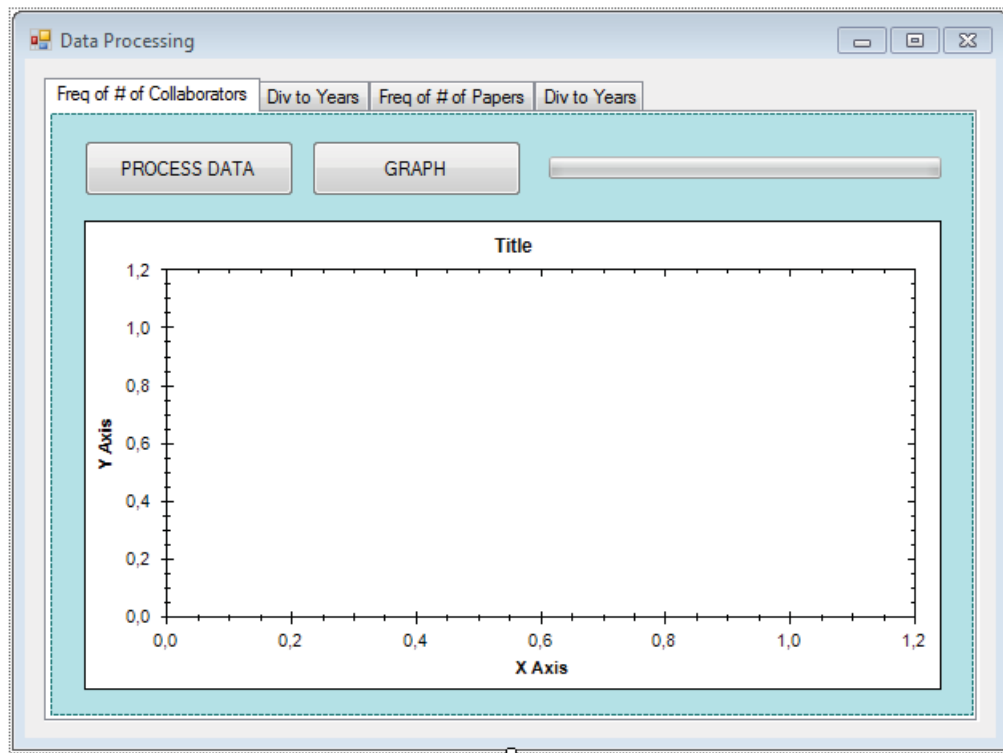 Data Processing
Freq of # of Collaborators Div to Years Freq of # of Papers Div to Years
PROCESS DATA GRAPH
Title
1,2
1,0
0,8
0,6
0,4
0,2
0,0
Y Axis
0,0 0,2 0,4 0,6 0,8 1,0 1,2
X Axis